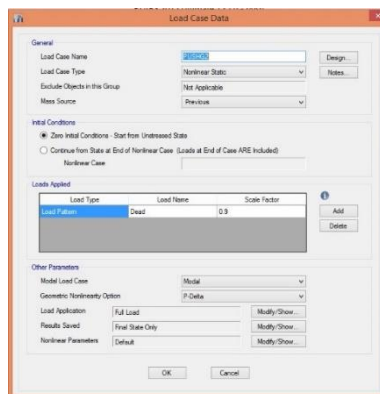 Load Case Data
General
Load Case Name Design...
Load Case Type Nonlinear Static Notes...
Exclude Objects in this Group Not Applicable
Mass Source Previous
Initial Conditions
Zero Initial Conditions - Start from Unstressed State
Continue from State at End of Nonlinear Case (Loads at End of Case ARE Included)
Nonlinear Case
Loads Applied
Load Type Load Name Scale Factor
Load Pattern Dead 0.9
Add
Delete
Other Parameters
Modal Load Case Modal
Geometric Nonlinearity Option P-Delta
Load Application Full Load Modify/Show...
Results Saved Final State Only Modify/Show...
Nonlinear Parameters Default Modify/Show...
OK Cancel